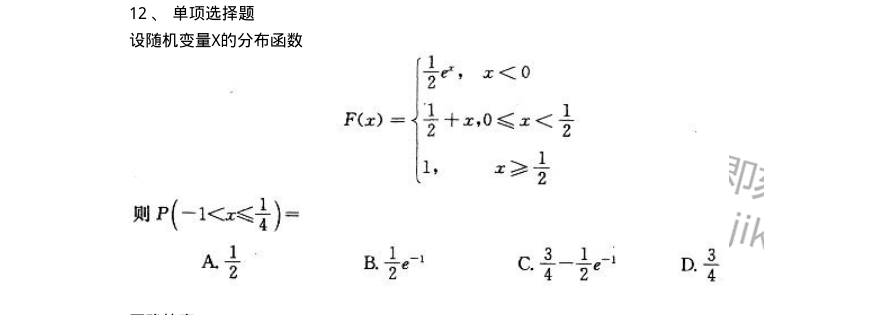 12 、 单项选择题
设随机变量X的分布函数
F(x) = { 1/2 e^x, x < 0
1/2 + x, 0 ⩽ x < 1/2
1, x ⩾ 1/2
则 P(−1<x⩽1/4)=
A. 1/2 B. 1/2 e^−1 C. 3/4 − 1/2 e^−1 D. 3/4
即
jik